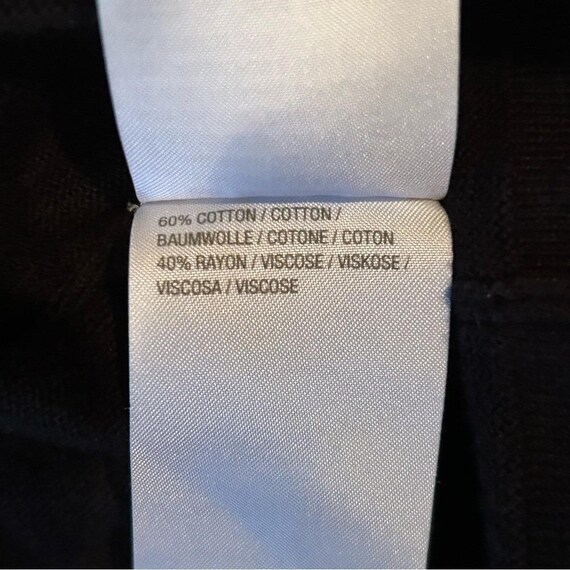 60% COTTON / COTTON /
BAUMWOLLE / COTONE / COTON
40% RAYON / VISCOSE / VISKOSE /
VISCOSA / VISCOSE